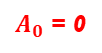 A₀ = 0